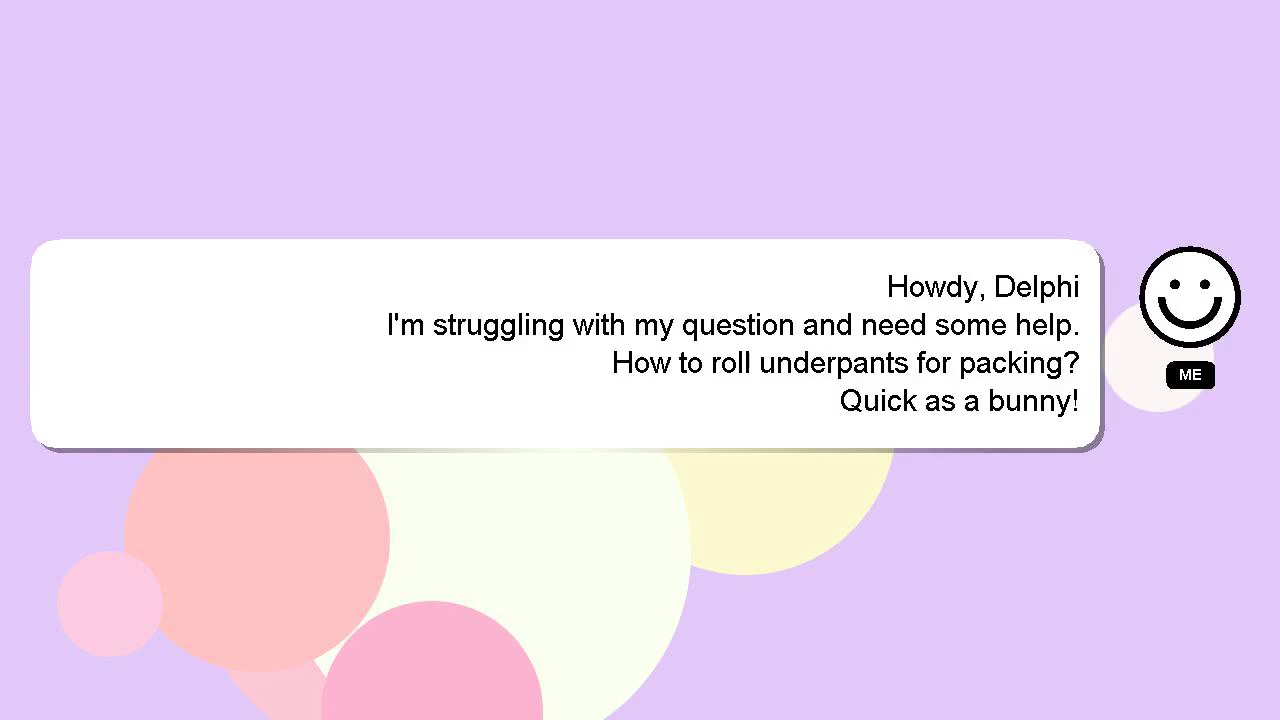 Howdy, Delphi
I'm struggling with my question and need some help.
How to roll underpants for packing?
Quick as a bunny!
ME